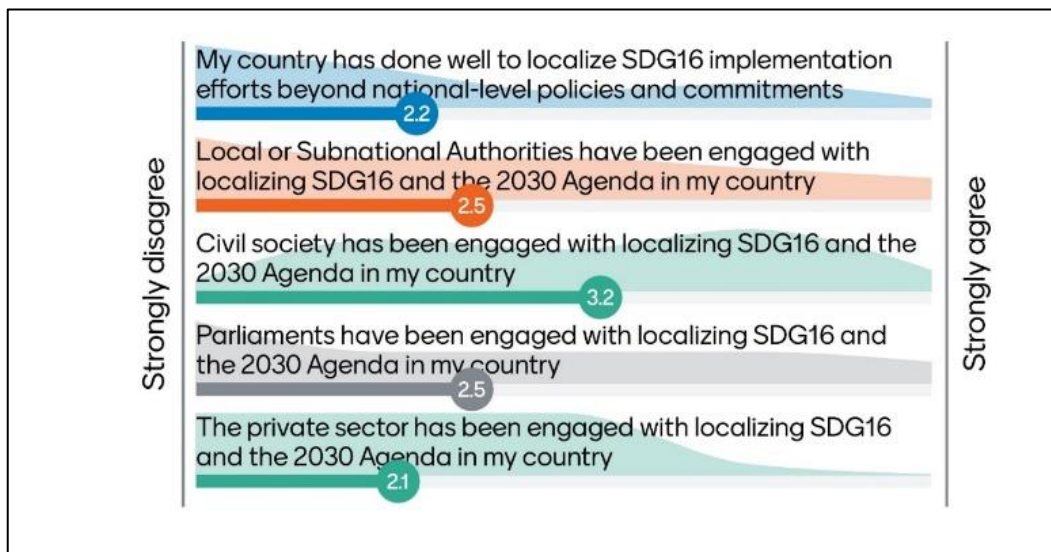 Strongly disagree
My country has done well to localize SDG16 implementation
efforts beyond national-level policies and commitments
2.2
Local or Subnational Authorities have been engaged with
localizing SDG16 and the 2030 Agenda in my country
2.5
Civil society has been engaged with localizing SDG16 and the
2030 Agenda in my country
3.2
Parliaments have been engaged with localizing SDG16 and
the 2030 Agenda in my country
2.5
The private sector has been engaged with localizing SDG16
and the 2030 Agenda in my country
2.1
Strongly agree